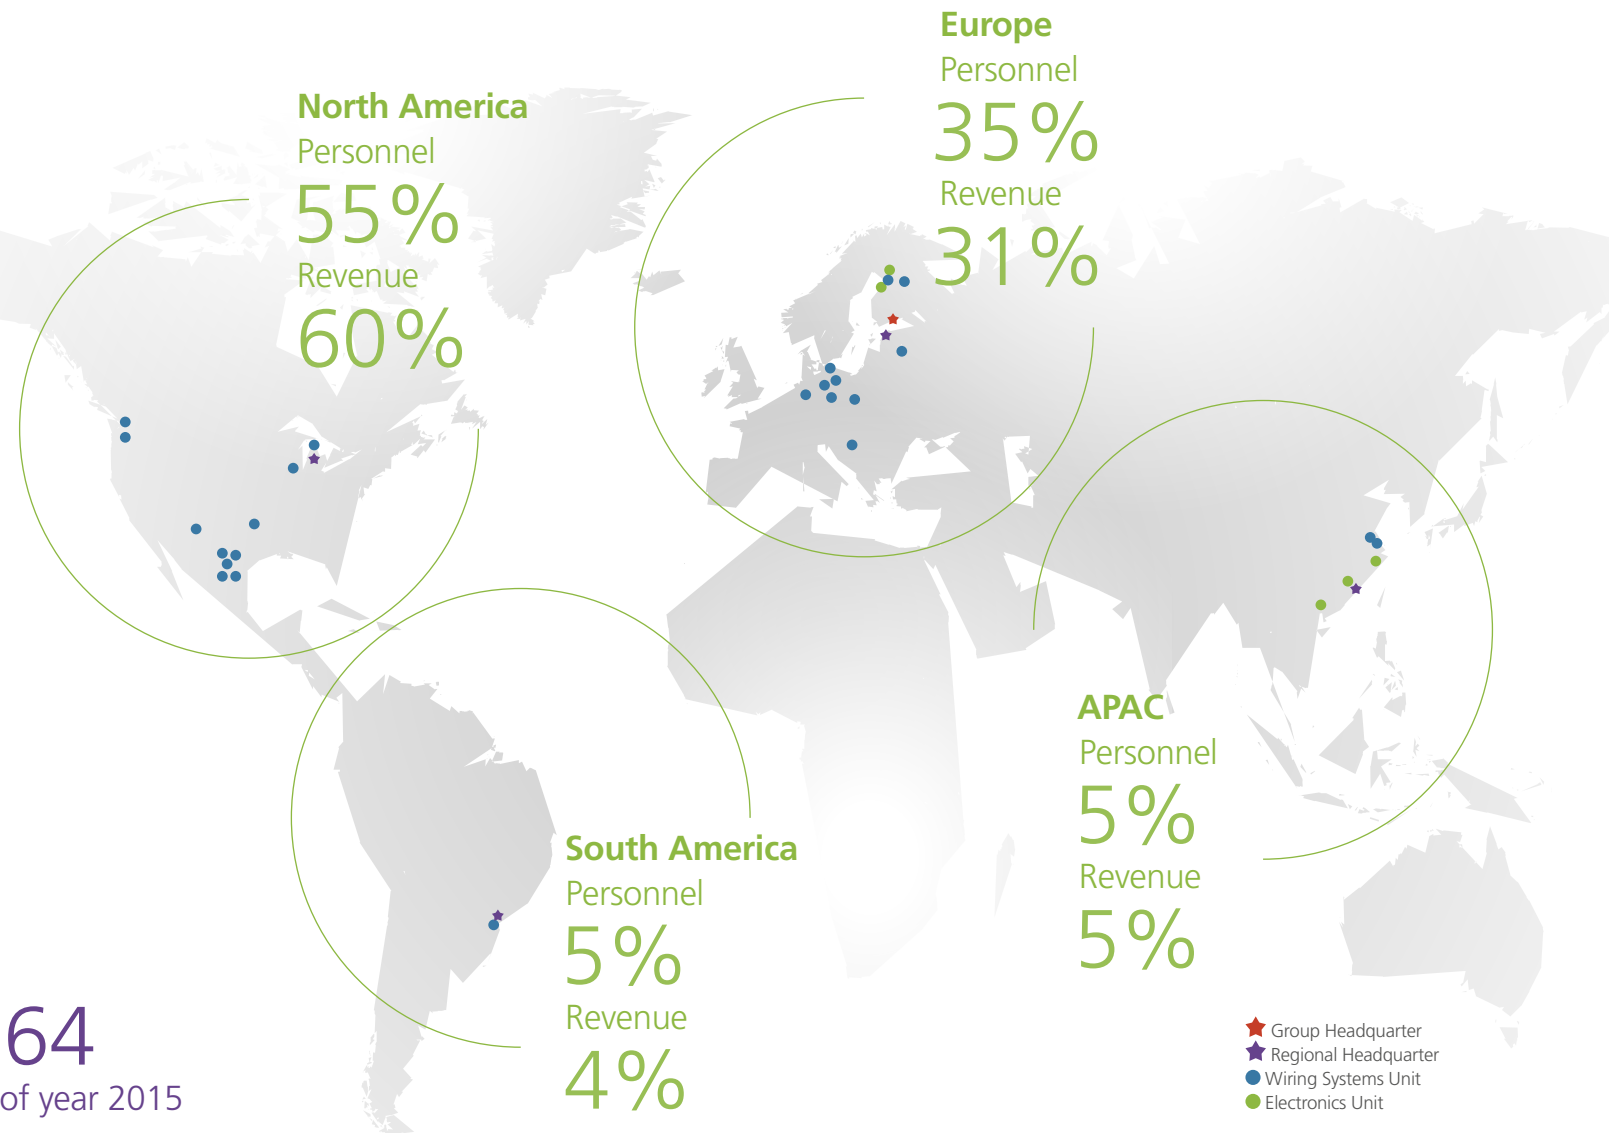 Europe
Personnel
35%
Revenue
31%
North America
Personnel
55%
Revenue
60%
APAC
Personnel
5%
Revenue
5%
South America
Personnel
5%
Revenue
4%
64
of year 2015
Group Headquarter
Regional Headquarter
Wiring Systems Unit
Electronics Unit